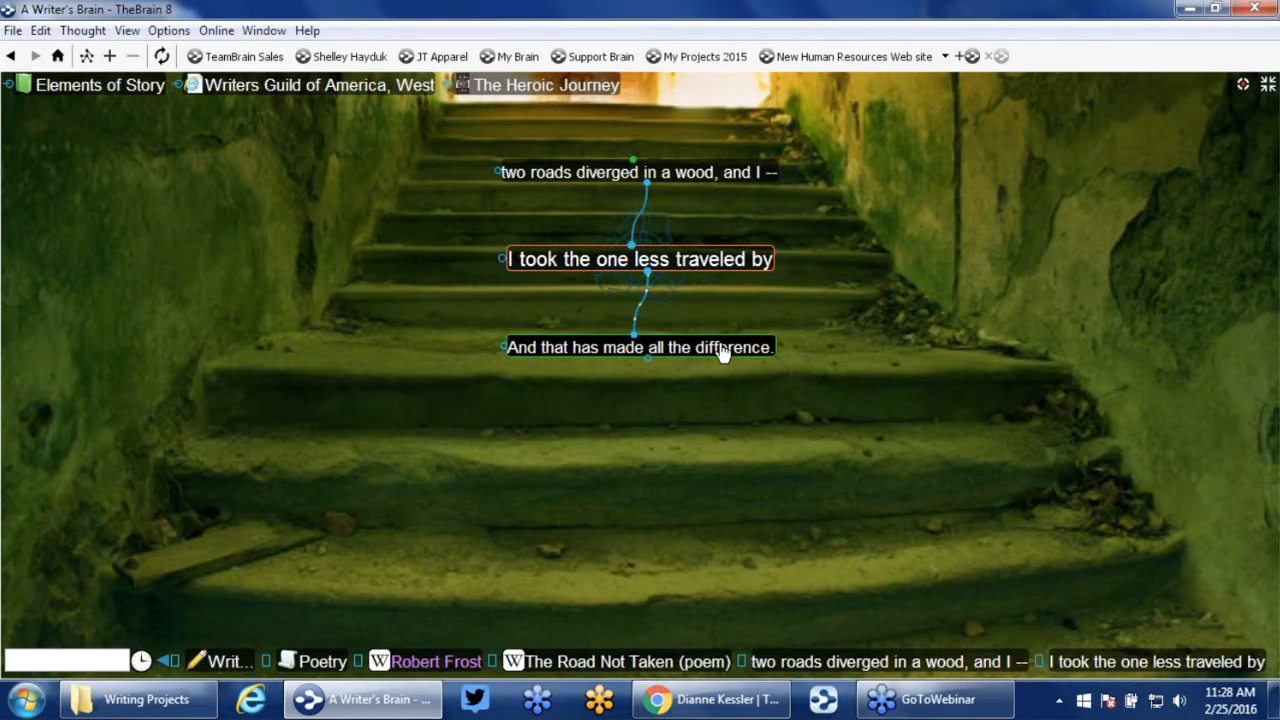 A Writer's Brain - TheBrain 8
File Edit Thought View Options Online Window Help
TeamBrain Sales Shelley Hayduk JT Apparel My Brain Support Brain My Projects 2015 New Human Resources Web site
Elements of Story Writers Guild of America, West The Heroic Journey
two roads diverged in a wood, and I --
I took the one less traveled by
And that has made all the difference.
Writ... Poetry W Robert Frost W The Road Not Taken (poem) two roads diverged in a wood, and I -- I took the one less traveled by
Writing Projects A Writer's Brain - ... Dianne Kessler | T... GoToWebinar
11:28 AM
2/25/2016